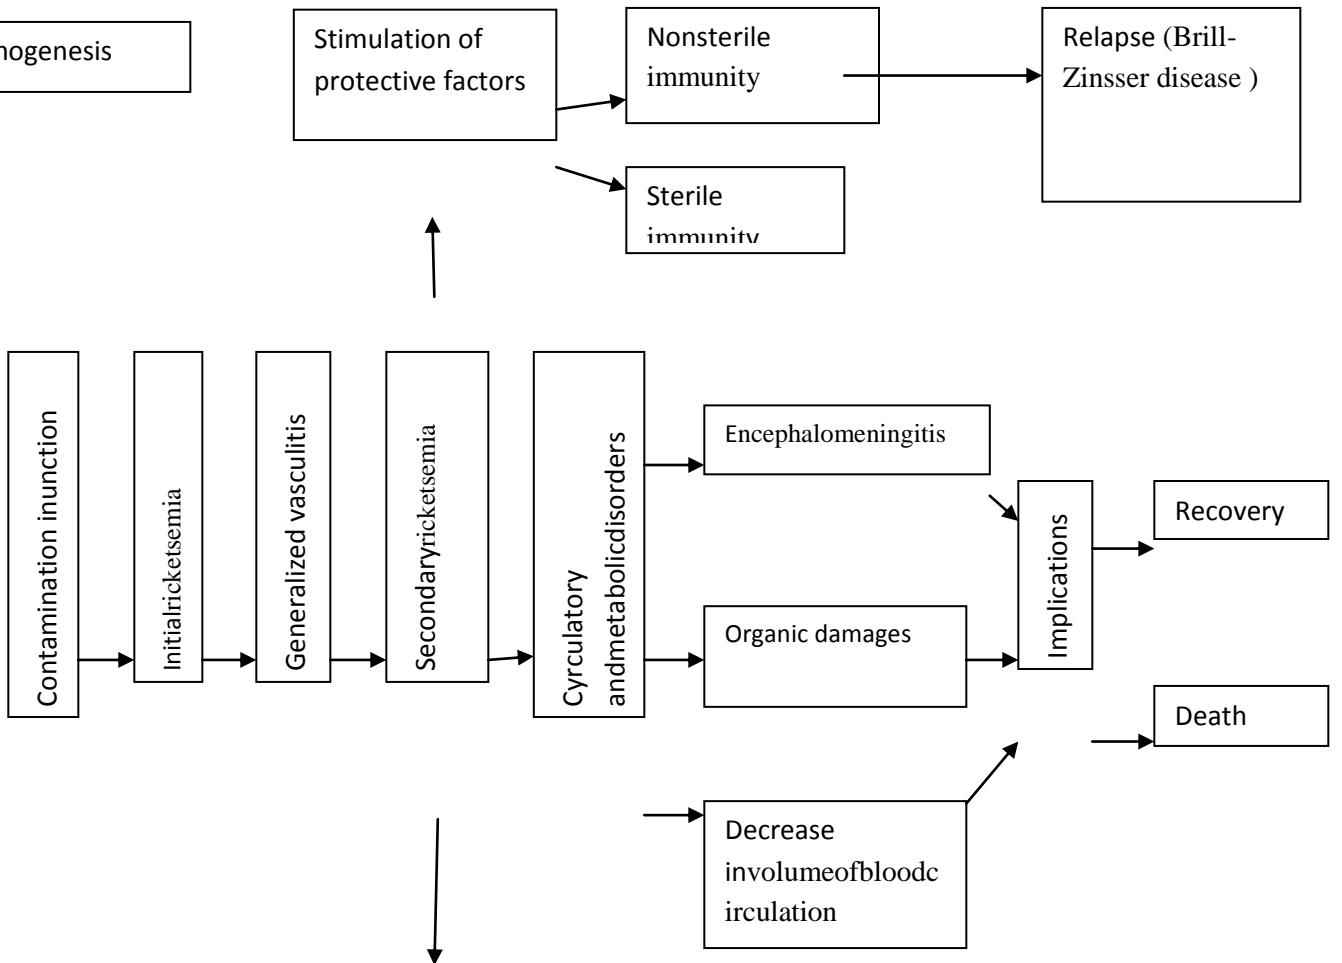 nogenesis
Stimulation of
protective factors
Nonsterile
immunity
Relapse (Brill-
Zinsser disease )
Sterile
immunity
Contamination inunction
Initialricketsemia
Generalized vasculitis
Secondaryricketsemia
Cyrculatory
andmetabolicdisorders
Encephalomeningitis
Organic damages
Decrease
involumeofbloodc
irculation
Implications
Recovery
Death